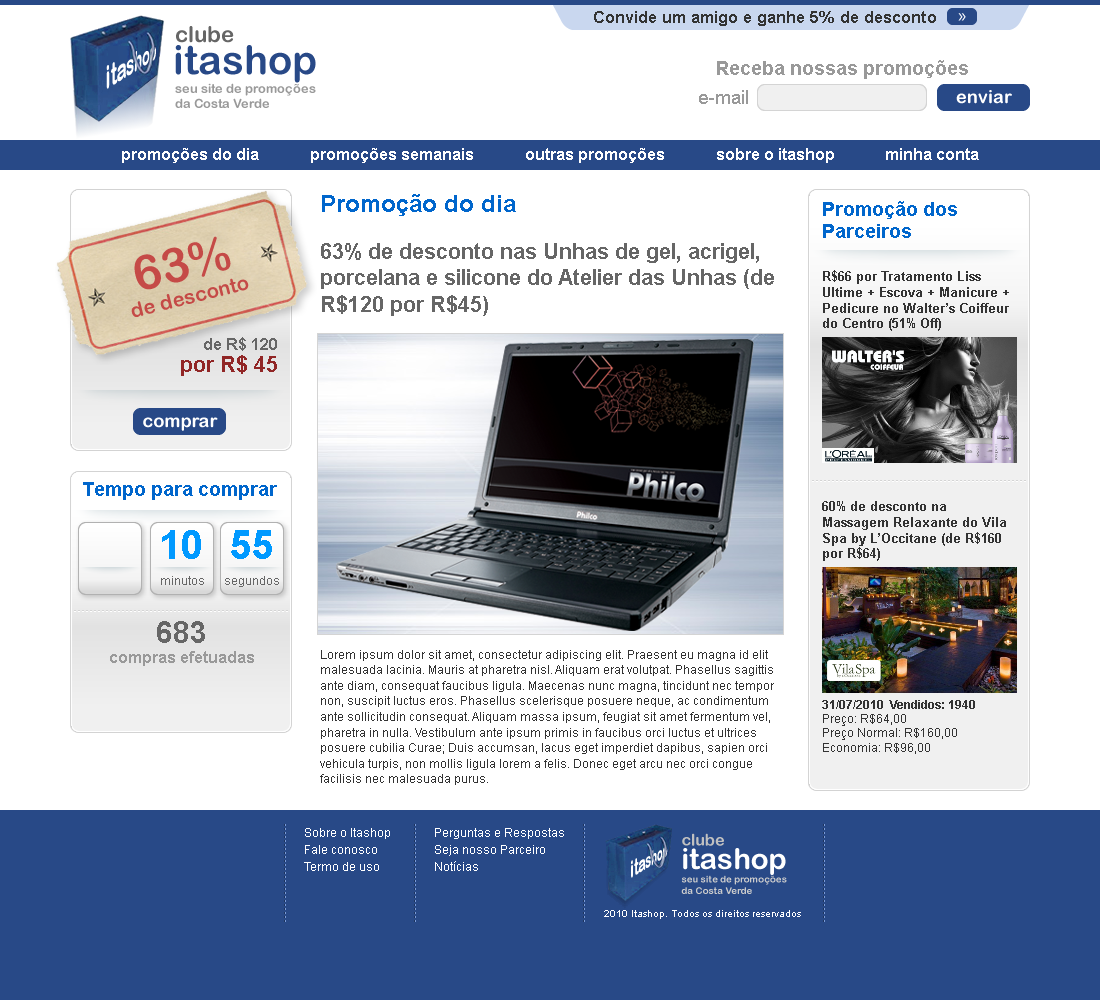 Convide um amigo e ganhe 5% de desconto »
clube
itashop
itashop
seu site de promoções
da Costa Verde
Receba nossas promoções
e-mail
enviar
promoções do dia
promoções semanais
outras promoções
sobre o itashop
minha conta
63%
de desconto
de R$ 120
por R$ 45
comprar
Tempo para comprar
10
55
minutos
segundos
683
compras efetuadas
Promoção do dia
63% de desconto nas Unhas de gel, acrigel,
porcelana e silicone do Atelier das Unhas (de
R$120 por R$45)
Philco
Philco
Lorem ipsum dolor sit amet, consectetur adipiscing elit. Praesent eu magna id elit
malesuada lacinia. Mauris at pharetra nisl. Aliquam erat volutpat. Phasellus sagittis
ante diam, consequat faucibus ligula. Maecenas nunc magna, tincidunt nec tempor
non, suscipit luctus eros. Phasellus scelerisque posuere neque, ac condimentum
ante sollicitudin consequat. Aliquam massa ipsum, feugiat sit amet fermentum vel,
pharetra in nulla. Vestibulum ante ipsum primis in faucibus orci luctus et ultrices
posuere cubilia Curae; Duis accumsan, lacus eget imperdiet dapibus, sapien orci
vehicula turpis, non mollis ligula lorem a felis. Donec eget arcu nec orci congue
facilisis nec malesuada purus.
Promoção dos
Parceiros
R$66 por Tratamento Liss
Ultime + Escova + Manicure +
Pedicure no Walter's Coiffeur
do Centro (51% Off)
WALTER'S
COIFFEUR
L'ORÉAL
60% de desconto na
Massagem Relaxante do Vila
Spa by L'Occitane (de R$160
por R$64)
VilaSpa
31/07/2010 Vendidos: 1940
Preço: R$64,00
Preço Normal: R$160,00
Economia: R$96,00
Sobre o Itashop
Fale conosco
Termo de uso
Perguntas e Respostas
Seja nosso Parceiro
Notícias
clube
itashop
itashop
seu site de promoções
da Costa Verde
2010 Itashop. Todos os direitos reservados